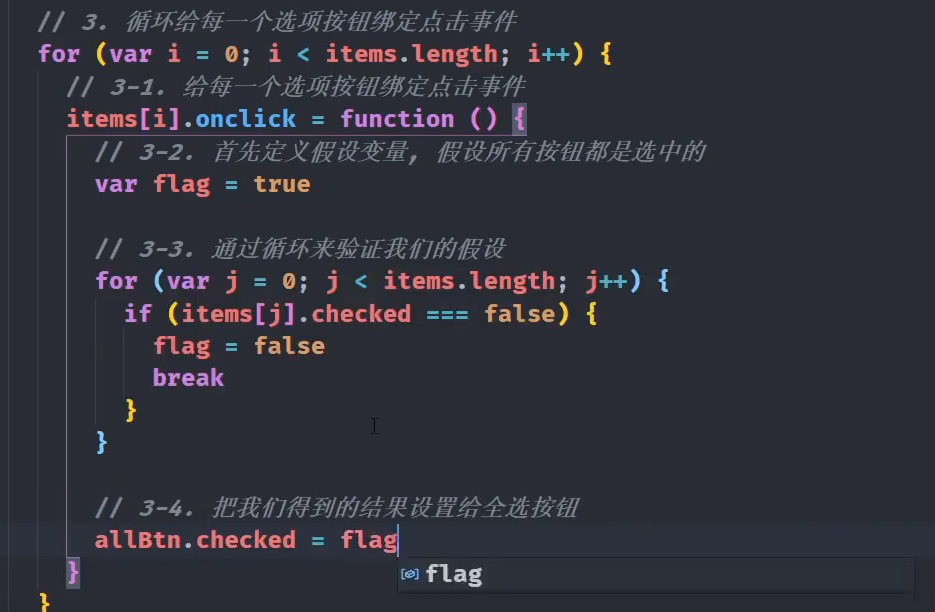 // 3. 循环给每一个选项按钮绑定点击事件
for (var i = 0; i < items.length; i++) {
// 3-1. 给每一个选项按钮绑定点击事件
items[i].onclick = function () {
// 3-2. 首先定义假设变量, 假设所有按钮都是选中的
var flag = true
// 3-3. 通过循环来验证我们的假设
for (var j = 0; j < items.length; j++) {
if (items[j].checked === false) {
flag = false
break
}
}
// 3-4. 把我们得到的结果设置给全选按钮
allBtn.checked = flag
flag
}
}